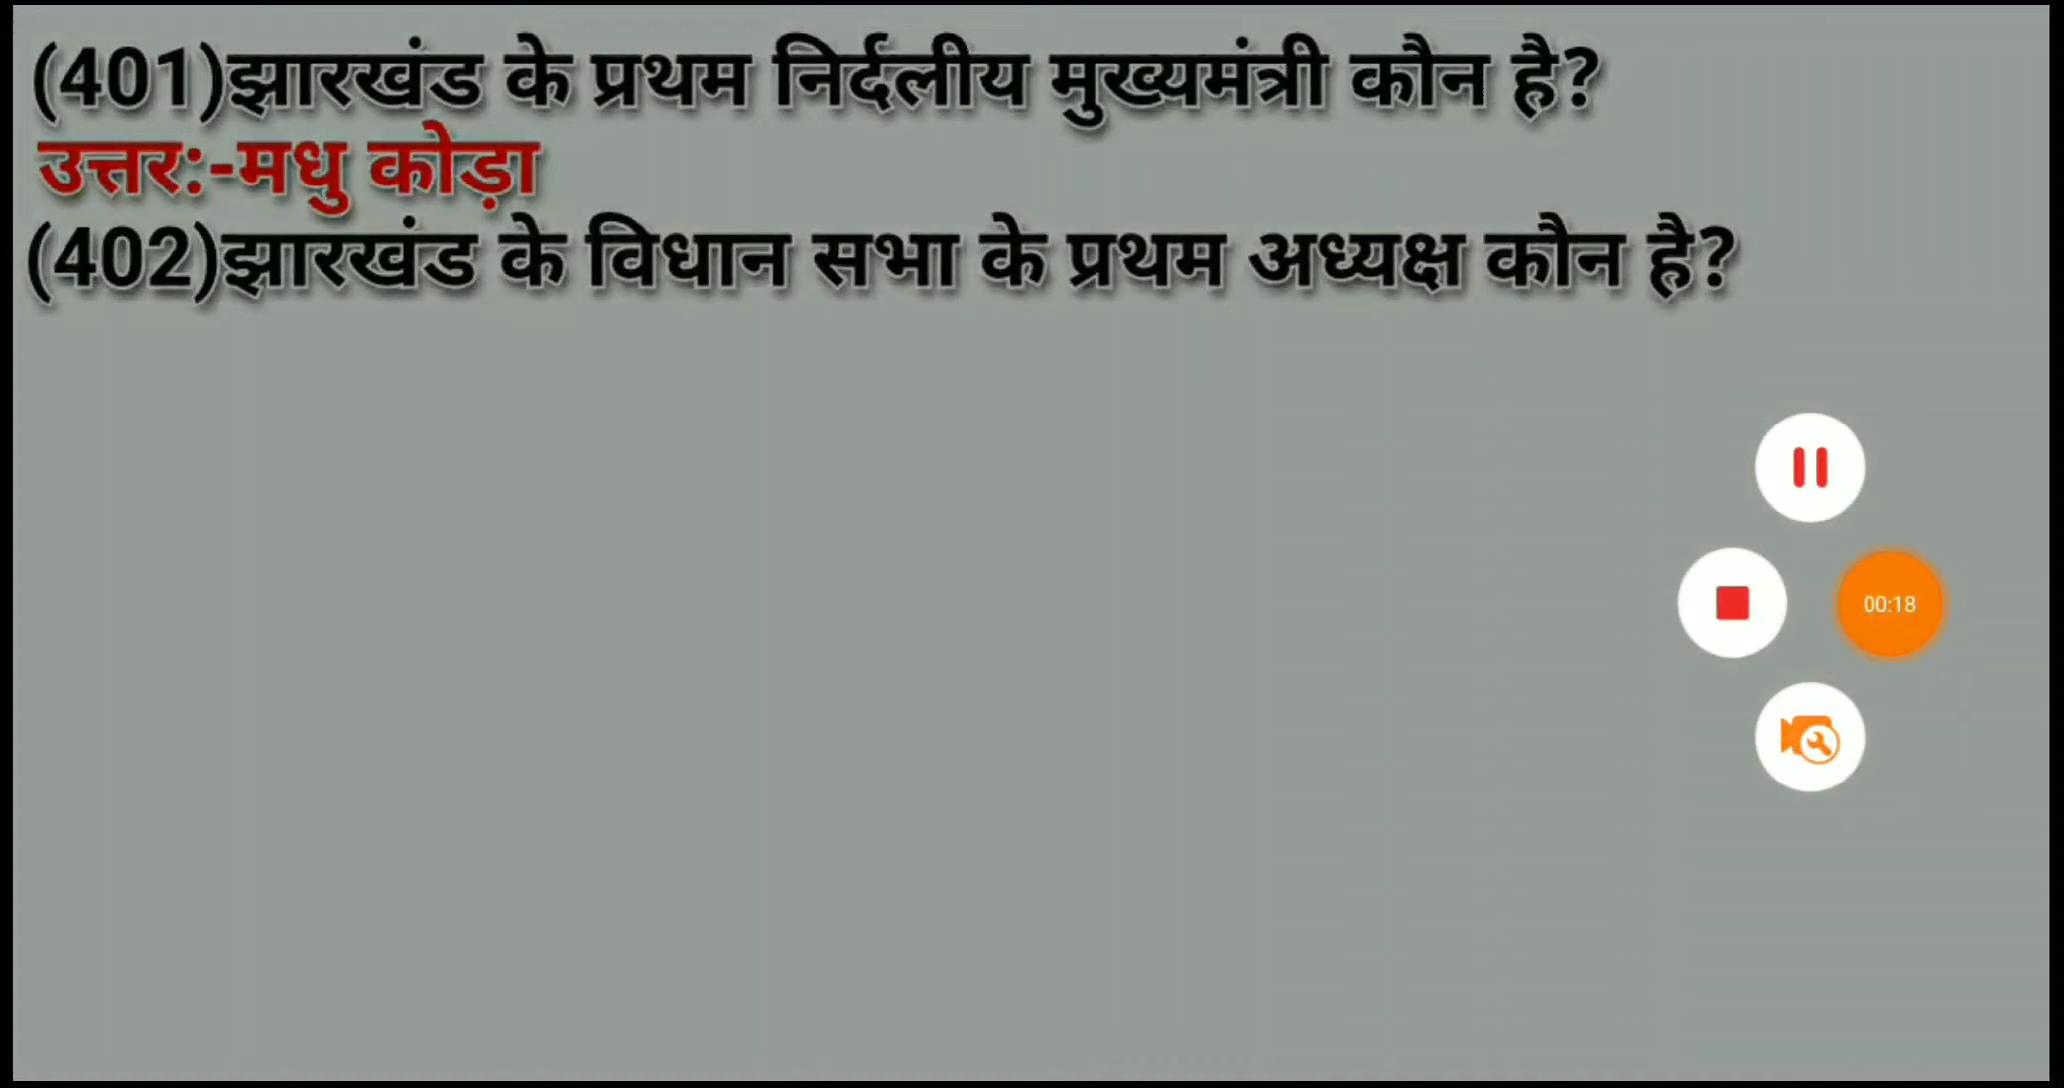 (401)झारखंड के प्रथम निर्दलीय मुख्यमंत्री कौन है?
उत्तर:-मधु कोड़ा
(402)झारखंड के विधान सभा के प्रथम अध्यक्ष कौन है?
00:18